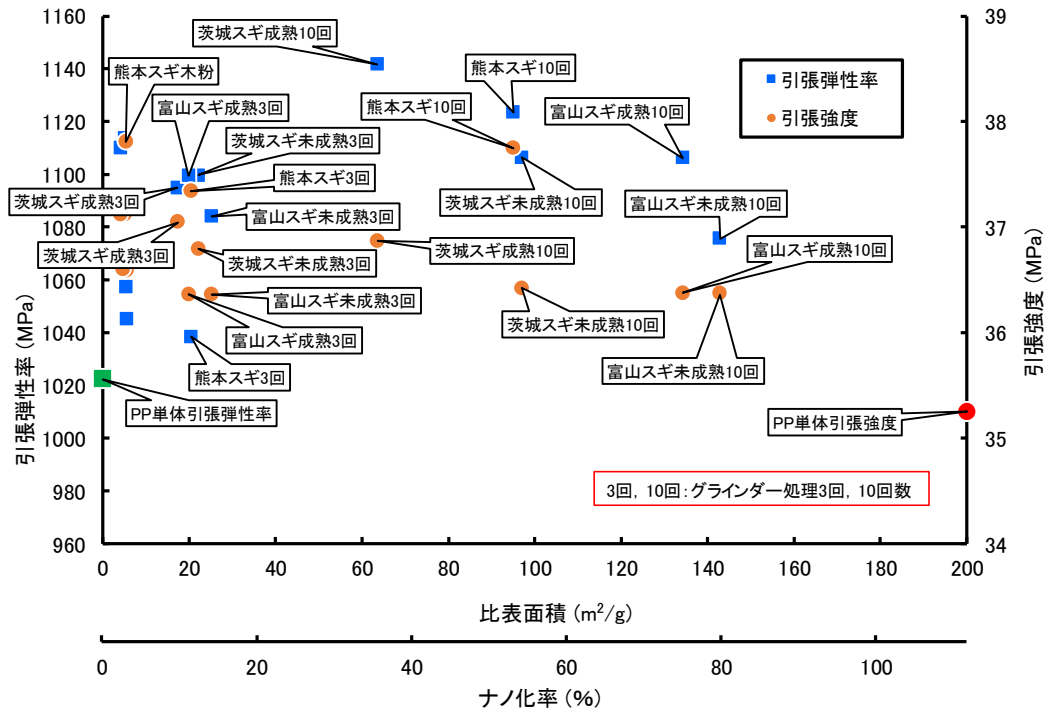 1160
1140
1120
1100
1080
1060
1040
1020
1000
980
960
引張弾性率 (MPa)
39
38
37
36
35
34
引張強度 (MPa)
茨城スギ成熟10回
熊本スギ木粉
熊本スギ10回
引張弾性率
引張強度
富山スギ成熟3回
熊本スギ10回
富山スギ成熟10回
茨城スギ未成熟3回
熊本スギ3回
茨城スギ成熟3回
茨城スギ未成熟10回
富山スギ未成熟3回
富山スギ未成熟10回
茨城スギ成熟3回
茨城スギ未成熟3回
茨城スギ成熟10回
富山スギ成熟10回
富山スギ未成熟3回
茨城スギ未成熟10回
富山スギ成熟3回
熊本スギ3回
富山スギ未成熟10回
PP単体引張弾性率
PP単体引張強度
3回，10回：グラインダー処理3回，10回数
0 20 40 60 80 100 120 140 160 180 200
比表面積 (m²/g)
0 20 40 60 80 100
ナノ化率 (%)